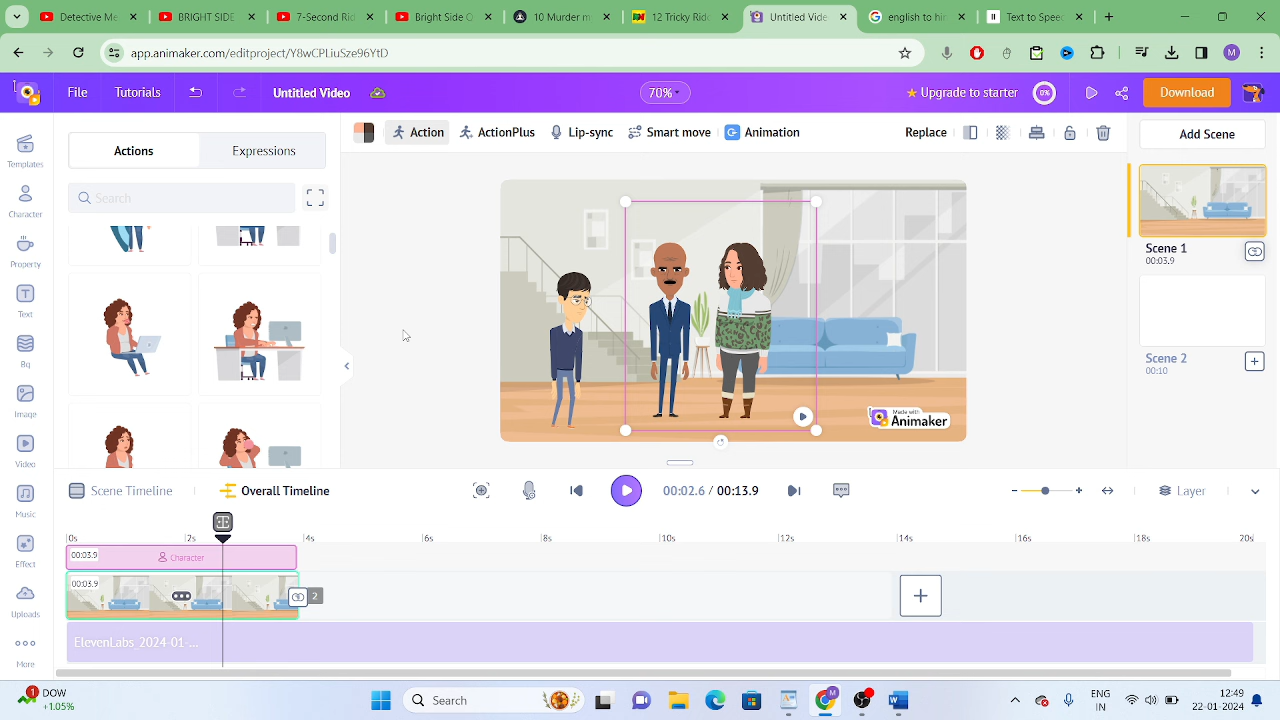 Detective Me
BRIGHT SIDE
7-Second Rid
Bright Side Q
10 Murder m
12 Tricky Ridd
Untitled Vide
english to hin
Text to Speec
app.animaker.com/editproject/Y8wCPLiuSze96YtD
M
File
Tutorials
Untitled Video
70%
Upgrade to starter
0%
Download
Templates
Character
Property
Text
Bg
Image
Video
Music
Effect
Uploads
More
Actions
Expressions
Search
Action
ActionPlus
Lip-sync
Smart move
Animation
Replace
Made with
Animaker
Add Scene
Scene 1
00:03.9
Scene 2
00:10
Scene Timeline
Overall Timeline
00:02.6 / 00:13.9
Layer
0s
2s
4s
6s
8s
10s
12s
14s
16s
18s
20s
00:03.9
Character
00:03.9
2
ElevenLabs_2024-01-...
1
DOW
+1.05%
Search
ENG
IN
12:49
22-01-2024